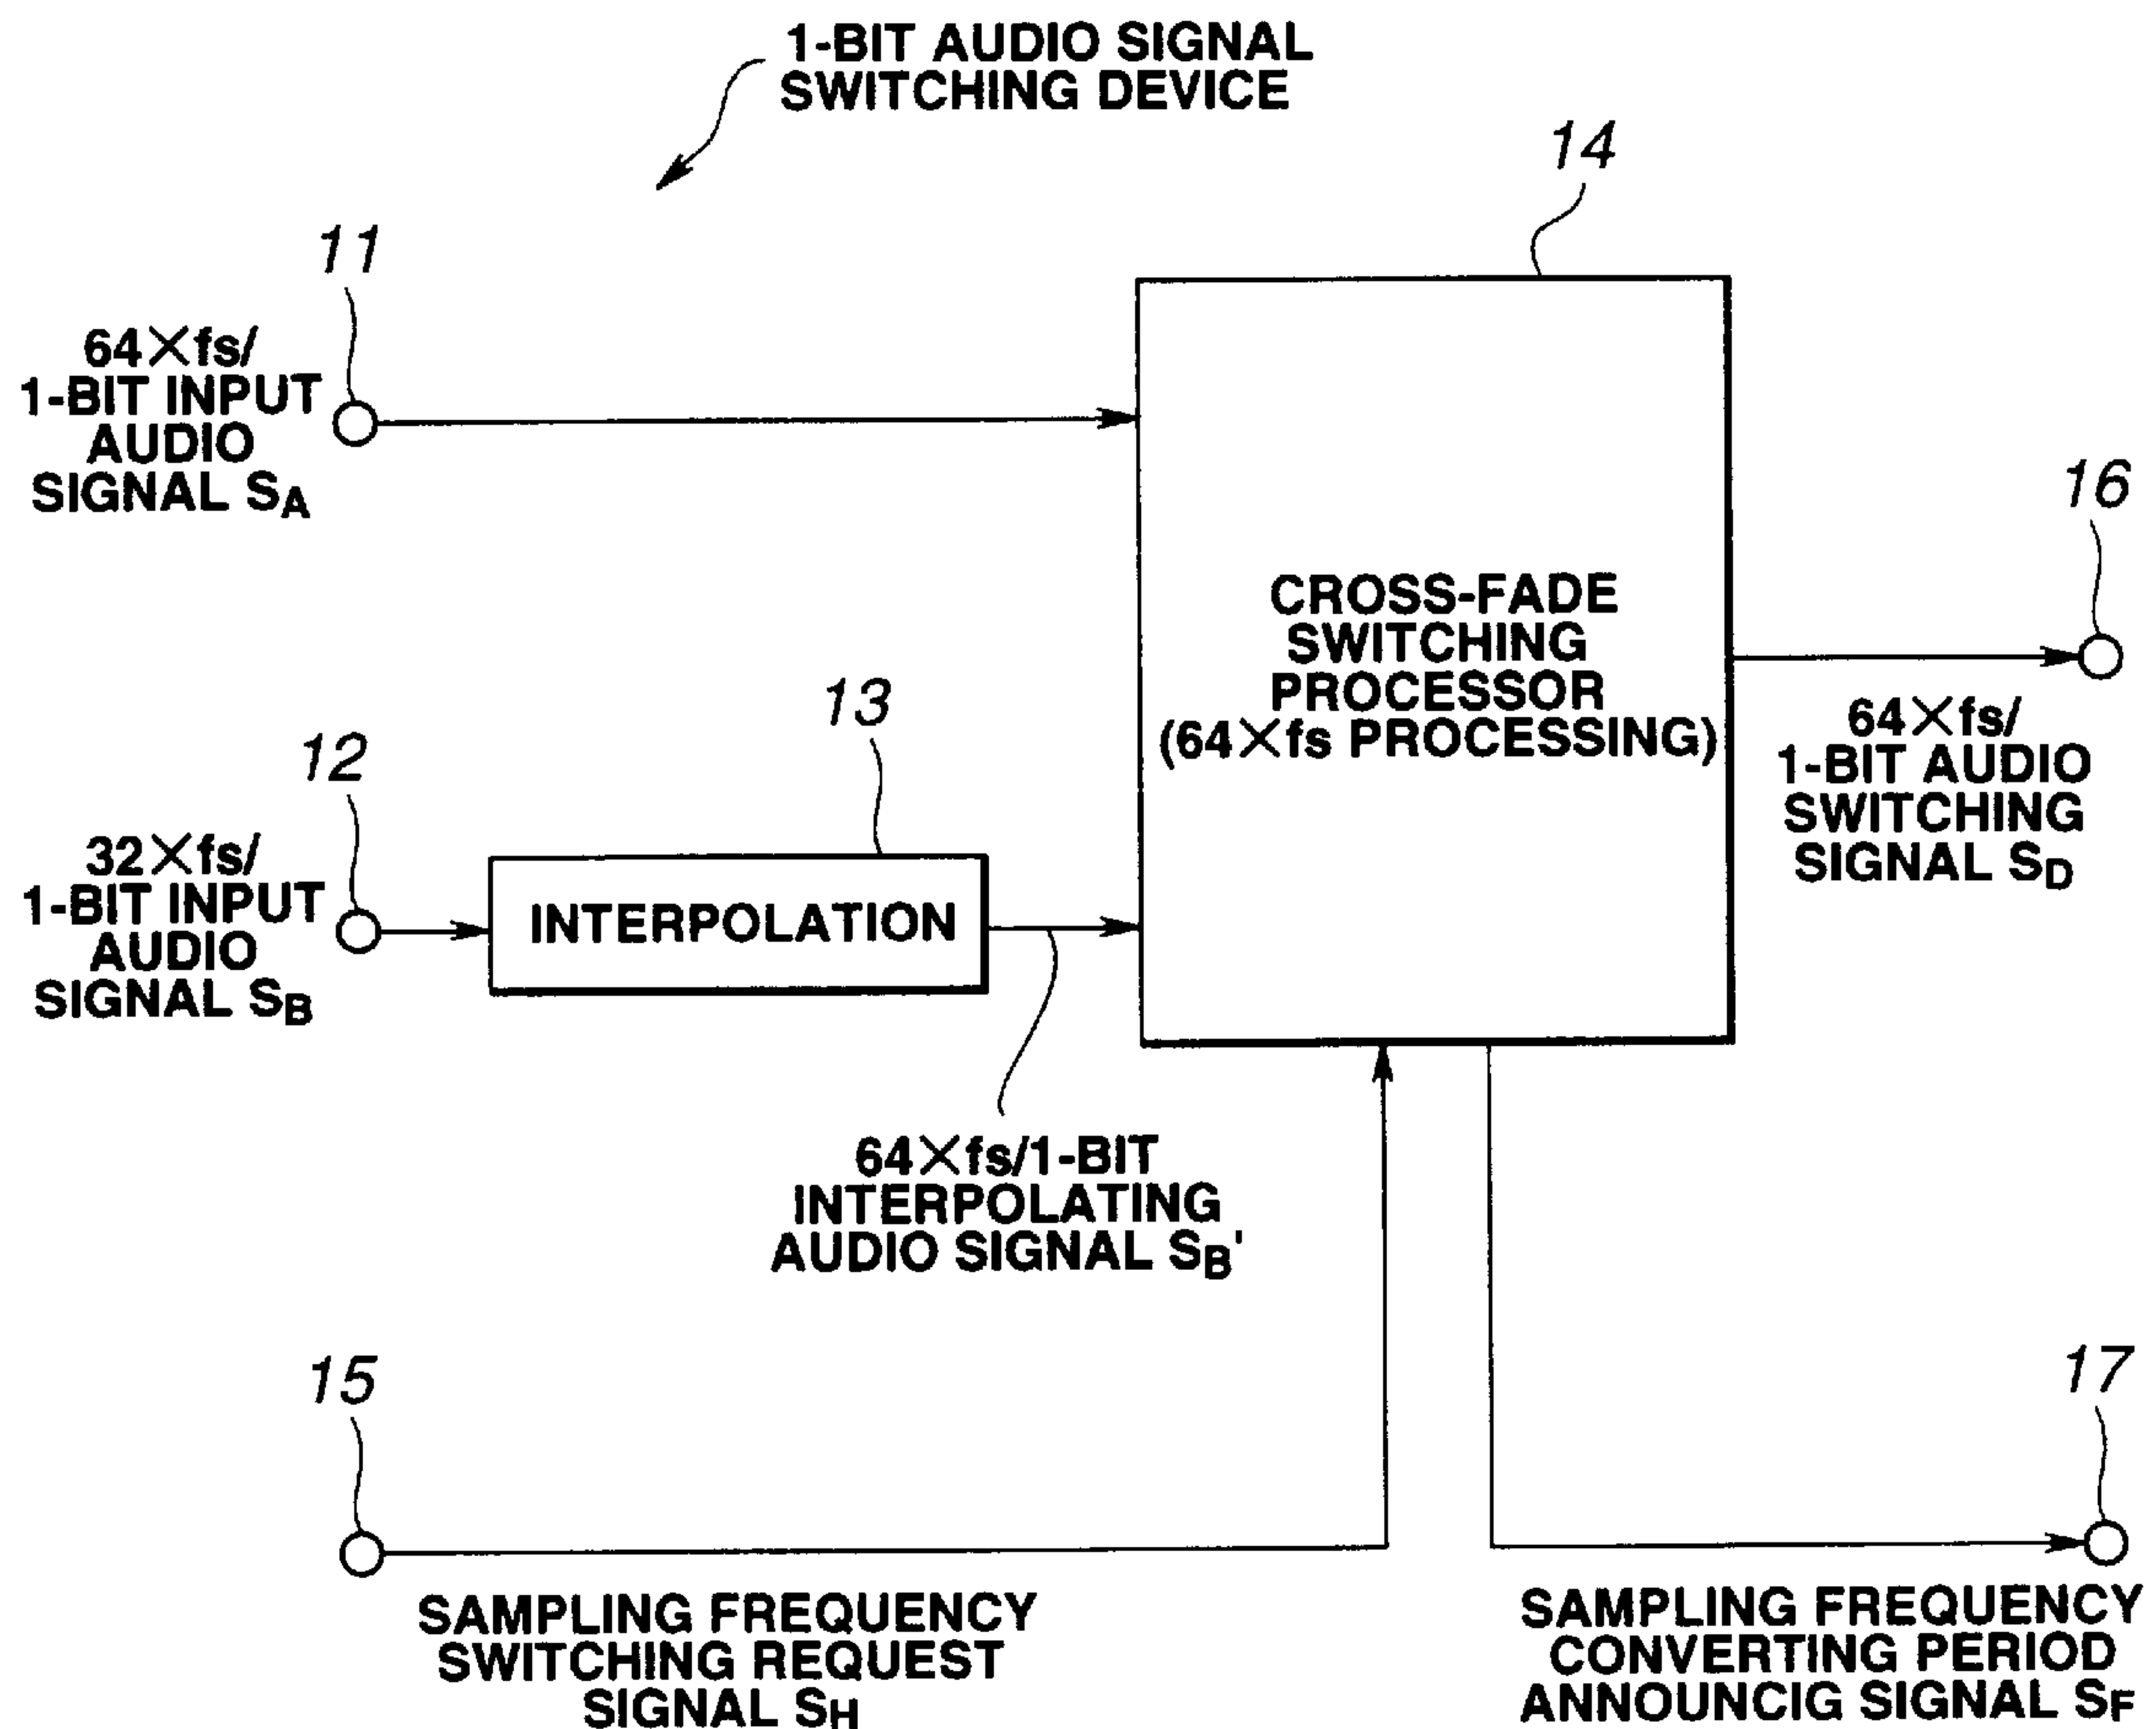 1-BIT AUDIO SIGNAL
SWITCHING DEVICE
14
11
64×fs/
1-BIT INPUT
AUDIO
SIGNAL SA
16
CROSS-FADE
SWITCHING
PROCESSOR
(64×fs PROCESSING)
64×fs/
1-BIT AUDIO
SWITCHING
SIGNAL SD
13
12
32×fs/
1-BIT INPUT
AUDIO
SIGNAL SB
INTERPOLATION
64×fs/1-BIT
INTERPOLATING
AUDIO SIGNAL SB'
15
17
SAMPLING FREQUENCY
SWITCHING REQUEST
SIGNAL SH
SAMPLING FREQUENCY
CONVERTING PERIOD
ANNOUNCIG SIGNAL SF